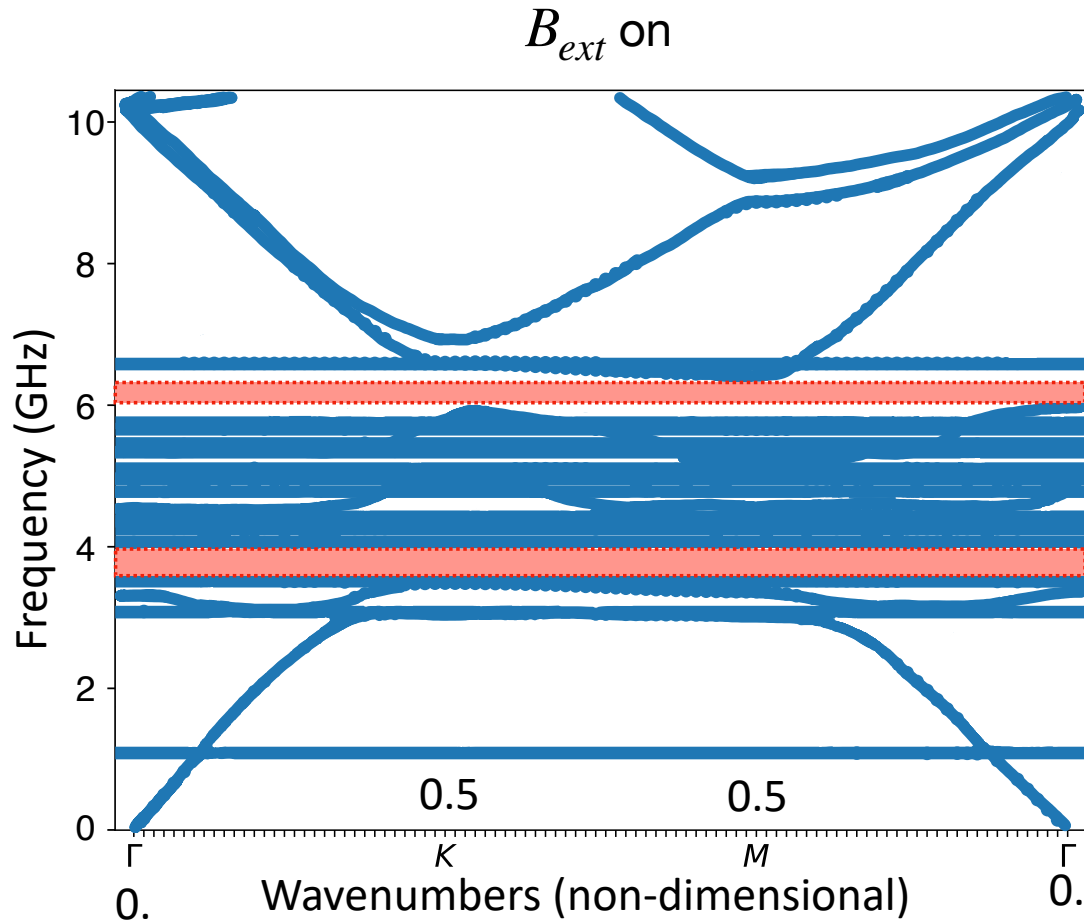 B_ext on
Frequency (GHz)
10
8
6
4
2
0
0.5 0.5
Γ K M Γ
0. Wavenumbers (non-dimensional) 0.